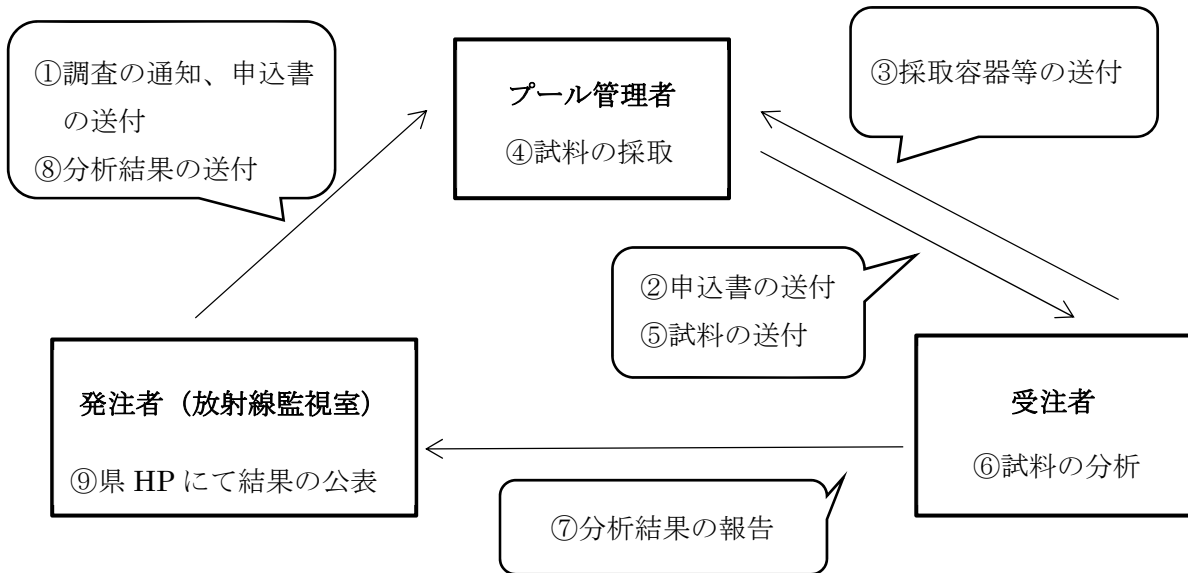 ①調査の通知、申込書
の送付
⑧分析結果の送付
プール管理者
④試料の採取
③採取容器等の送付
②申込書の送付
⑤試料の送付
発注者（放射線監視室）
⑨県 HP にて結果の公表
受注者
⑥試料の分析
⑦分析結果の報告